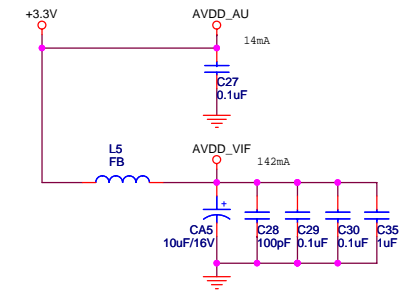 +3.3V
AVDD_AU
14mA
C27
0.1uF
L5
FB
AVDD_VIF
142mA
+
CA5
10uF/16V
C28
100pF
C29
0.1uF
C30
0.1uF
C35
1uF